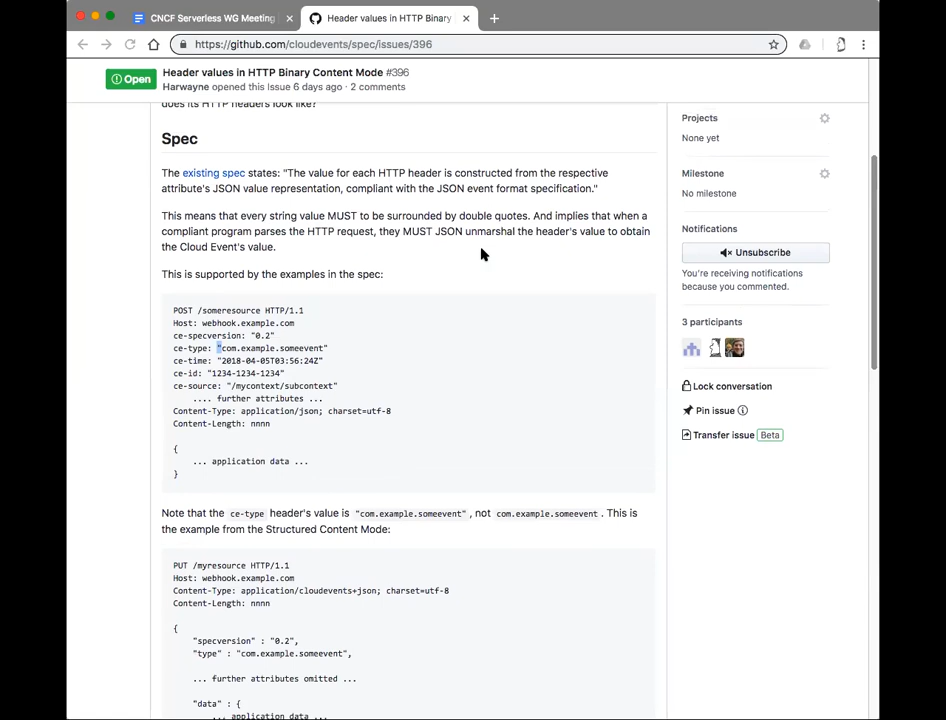 CNCF Serverless WG Meeting
Header values in HTTP Binary
https://github.com/cloudevents/spec/issues/396
Open
Header values in HTTP Binary Content Mode #396
Harwayne opened this Issue 6 days ago · 2 comments
does its HTTP headers look like?
Spec
The existing spec states: "The value for each HTTP header is constructed from the respective
attribute's JSON value representation, compliant with the JSON event format specification."
This means that every string value MUST to be surrounded by double quotes. And implies that when a
compliant program parses the HTTP request, they MUST JSON unmarshal the header's value to obtain
the Cloud Event's value.
This is supported by the examples in the spec:
POST /someresource HTTP/1.1
Host: webhook.example.com
ce-specversion: "0.2"
ce-type: "com.example.someevent"
ce-time: "2018-04-05T03:56:24Z"
ce-id: "1234-1234-1234"
ce-source: "/mycontext/subcontext"
.... further attributes ...
Content-Type: application/json; charset=utf-8
Content-Length: nnnn
{
... application data ...
}
Note that the ce-type header's value is "com.example.someevent", not com.example.someevent. This is
the example from the Structured Content Mode:
PUT /myresource HTTP/1.1
Host: webhook.example.com
Content-Type: application/cloudevents+json; charset=utf-8
Content-Length: nnnn
{
"specversion" : "0.2",
"type" : "com.example.someevent",
... further attributes omitted ...
"data" : {
... application data ...
Projects
None yet
Milestone
No milestone
Notifications
Unsubscribe
You're receiving notifications
because you commented.
3 participants
Lock conversation
Pin issue
Transfer issue Beta